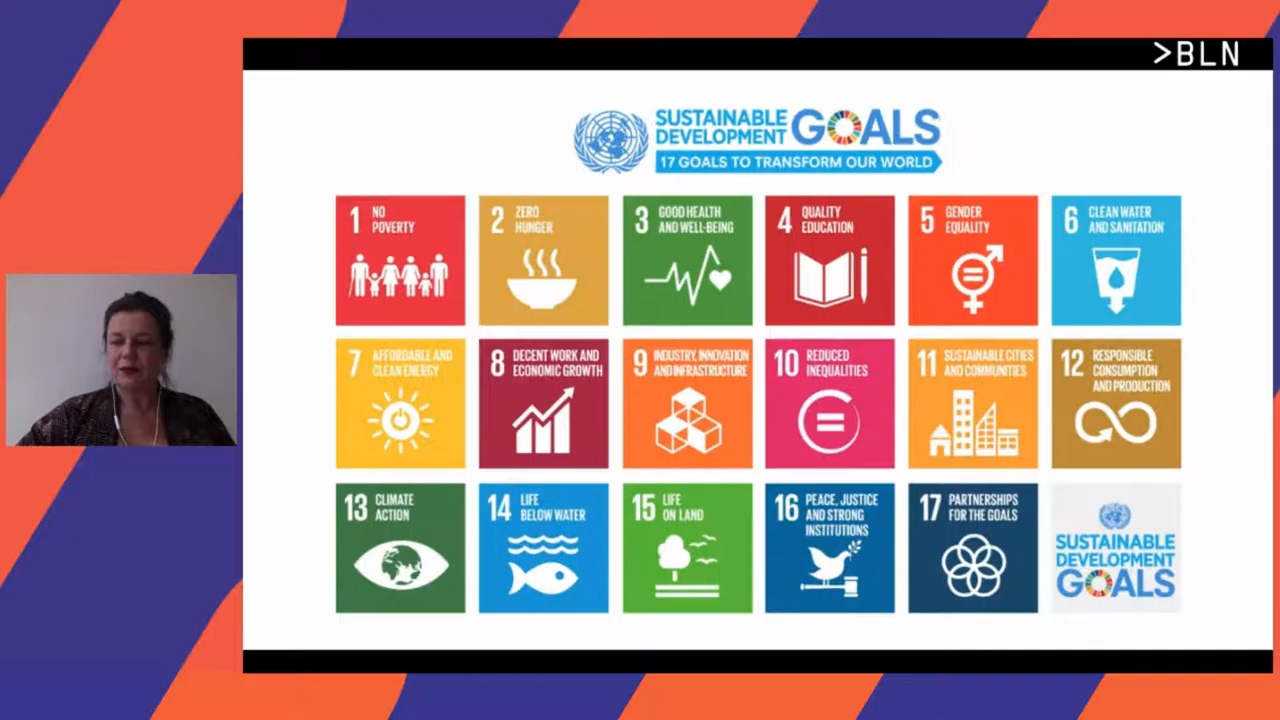 >BLN
SUSTAINABLE
DEVELOPMENT
GOALS
17 GOALS TO TRANSFORM OUR WORLD
1 NO
POVERTY
2 ZERO
HUNGER
3 GOOD HEALTH
AND WELL-BEING
4 QUALITY
EDUCATION
5 GENDER
EQUALITY
6 CLEAN WATER
AND SANITATION
7 AFFORDABLE AND
CLEAN ENERGY
8 DECENT WORK AND
ECONOMIC GROWTH
9 INDUSTRY, INNOVATION
AND INFRASTRUCTURE
10 REDUCED
INEQUALITIES
11 SUSTAINABLE CITIES
AND COMMUNITIES
12 RESPONSIBLE
CONSUMPTION
AND PRODUCTION
13 CLIMATE
ACTION
14 LIFE
BELOW WATER
15 LIFE
ON LAND
16 PEACE, JUSTICE
AND STRONG
INSTITUTIONS
17 PARTNERSHIPS
FOR THE GOALS
SUSTAINABLE
DEVELOPMENT
GOALS